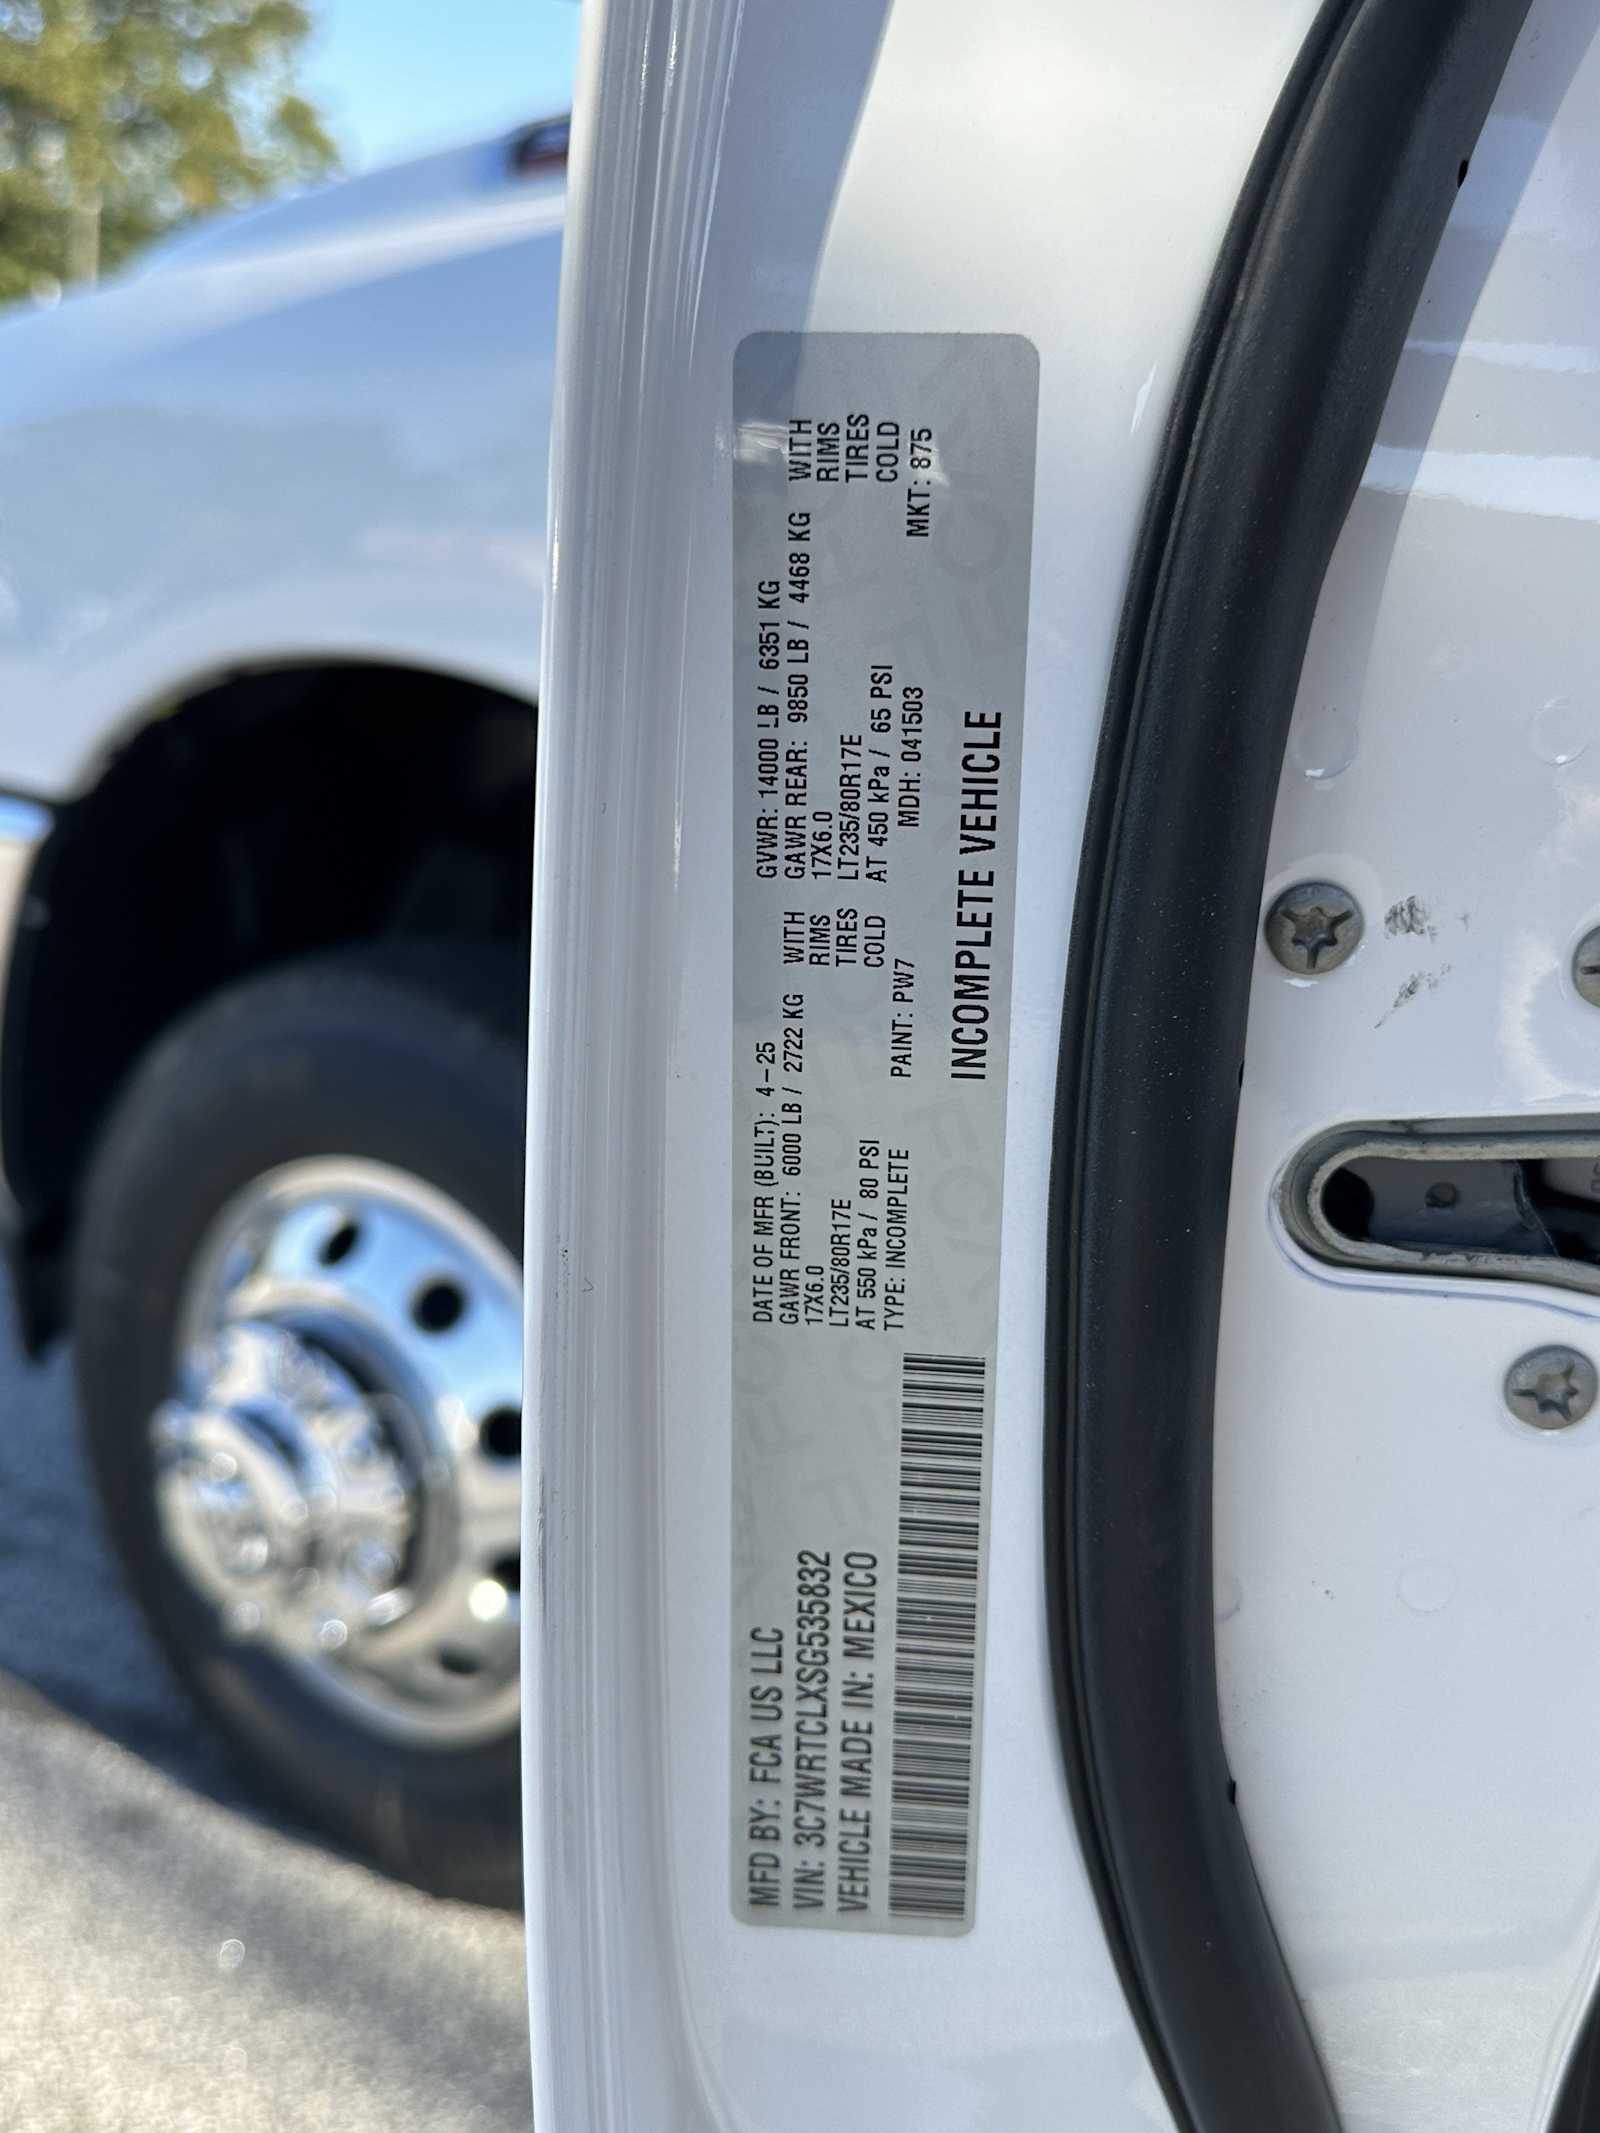 MFD BY: FCA US LLC
VIN: 3C7WRTCLXSG535832
VEHICLE MADE IN: MEXICO
DATE OF MFR (BUILT): 4-25
GAWR FRONT: 6000 LB / 2722 KG WITH
17X6.0 RIMS
LT235/80R17E TIRES
AT 550 kPa / 80 PSI COLD
TYPE: INCOMPLETE PAINT: PW7
GVWR: 14000 LB / 6351 KG
GAWR REAR: 9850 LB / 4468 KG WITH
17X6.0 RIMS
LT235/80R17E TIRES
AT 450 kPa / 65 PSI COLD
MDH: 041503 MKT: 875
INCOMPLETE VEHICLE